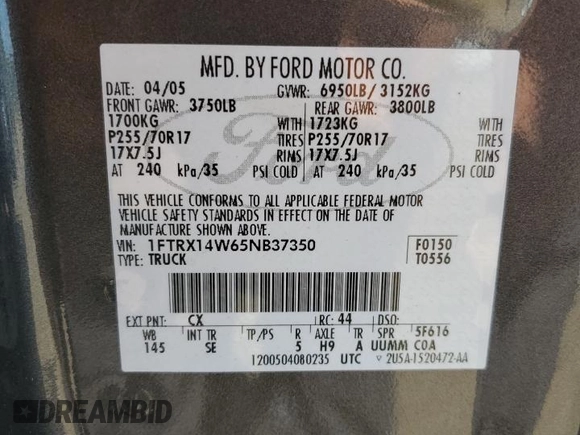 MFD. BY FORD MOTOR CO.
DATE 04/05 GVWR: 6950LB/ 3152KG
FRONT GAWR: 3750LB REAR GAWR: 3800LB
1700KG WITH 1723KG WITH
P255/70R17 TIRES P255/70R17 TIRES
17X7.5J RIMS 17X7.5J RIMS
AT 240 kPa/35 PSI COLD AT 240 kPa/35 PSI COLD
Ford
THIS VEHICLE CONFORMS TO ALL APPLICABLE FEDERAL MOTOR
VEHICLE SAFETY STANDARDS IN EFFECT ON THE DATE OF
MANUFACTURE SHOWN ABOVE.
VIN: 1FTRX14W65NB37350 F0150
TYPE: TRUCK T0556
EXT PNT: CX RC: 44 DSO:
WB INT TR TP/PS R AXLE TR SPR 5F616
145 SE 5 H9 A UUMM COA
1200504080235 UTC 2U5A-1520472-AA
DREAMBID